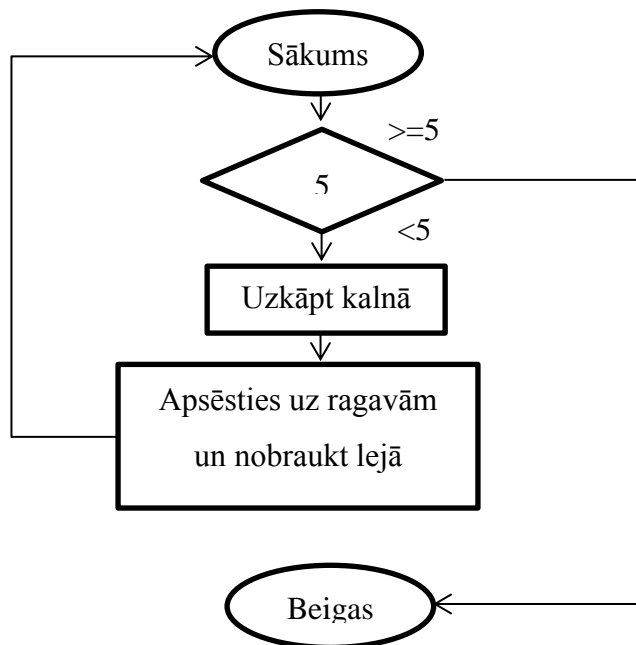 Sākums
>=5
5
<5
Uzkāpt kalnā
Apsēsties uz ragavām
un nobraukt lejā
Beigas